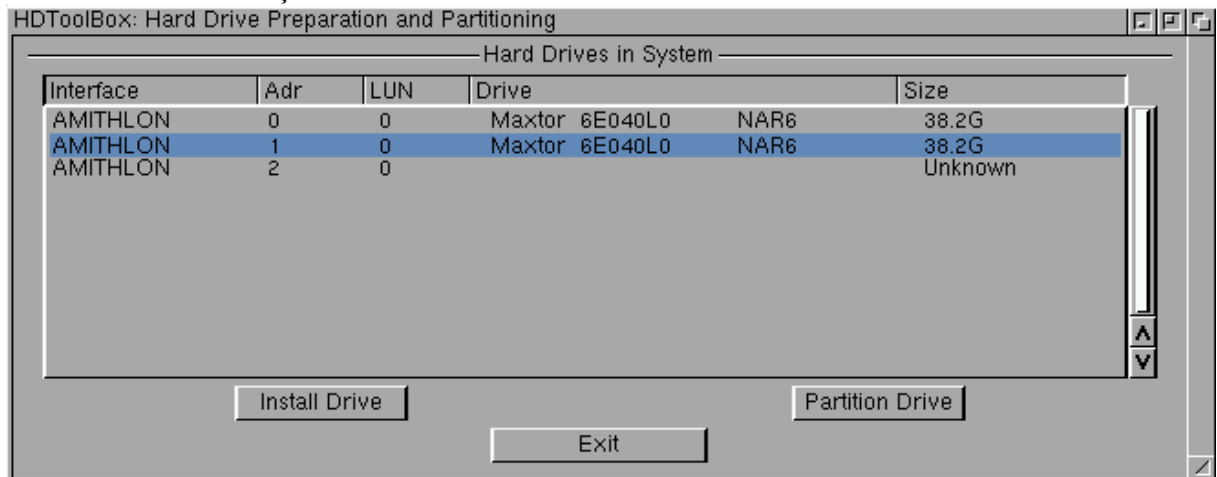 HDToolBox: Hard Drive Preparation and Partitioning
Hard Drives in System
Interface Adr LUN Drive Size
AMITHLON 0 0 Maxtor 6E040L0 NAR6 38.2G
AMITHLON 1 0 Maxtor 6E040L0 NAR6 38.2G
AMITHLON 2 0 Unknown
Install Drive Partition Drive
Exit